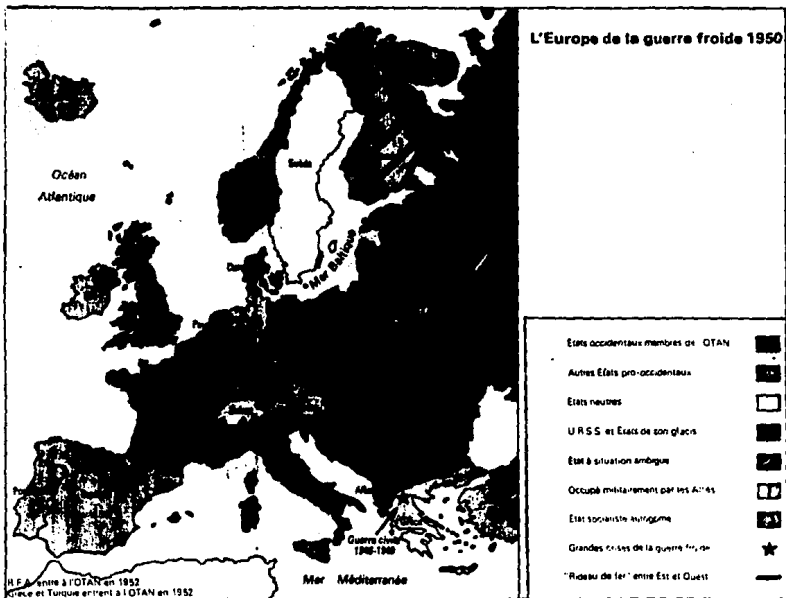 L'Europe de la guerre froide 1950
Océan
Atlantique
Suède
Mer Baltique
Guerre civile
1946-1949
Mer Méditerranée
R.F.A. entre à l'OTAN en 1952
Grèce et Turquie entrent à l'OTAN en 1952
États occidentaux membres de l'OTAN
Autres États pro-occidentaux
États neutres
U.R.S.S. et États de son glacis
État à situation ambiguë
Occupé militairement par les Alliés
État socialiste autonome
Grandes crises de la guerre froide
"Rideau de fer" entre Est et Ouest